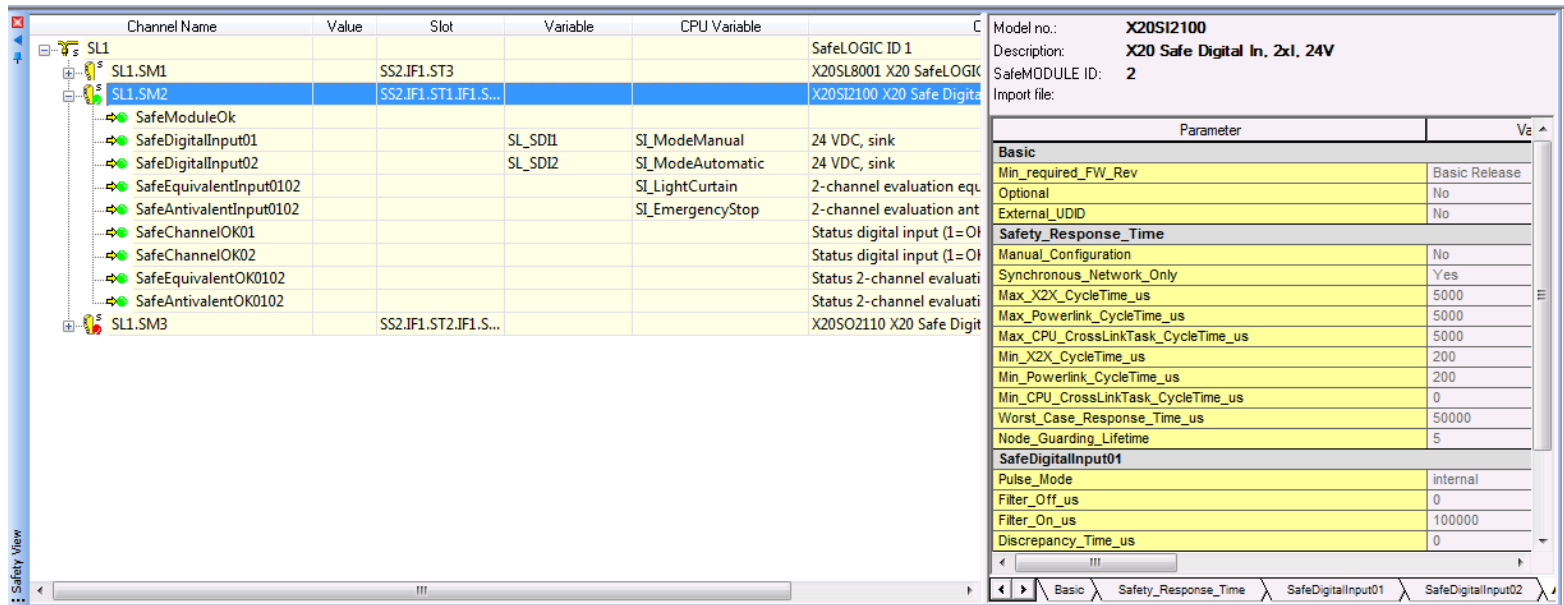 Channel Name Value Slot Variable CPU Variable
SL1 SafeLOGIC ID 1
SL1.SM1 SS2.IF1.ST3 X20SL8001 X20 SafeLOGIC
SL1.SM2 SS2.IF1.ST1.IF1.S... X20SI2100 X20 Safe Digita
SafeModuleOk
SafeDigitalInput01 SL_SDI1 SI_ModeManual 24 VDC, sink
SafeDigitalInput02 SL_SDI2 SI_ModeAutomatic 24 VDC, sink
SafeEquivalentInput0102 SI_LightCurtain 2-channel evaluation equ
SafeAntivalentInput0102 SI_EmergencyStop 2-channel evaluation ant
SafeChannelOK01 Status digital input (1=OK
SafeChannelOK02 Status digital input (1=OK
SafeEquivalentOK0102 Status 2-channel evaluati
SafeAntivalentOK0102 Status 2-channel evaluati
SL1.SM3 SS2.IF1.ST2.IF1.S... X20SO2110 X20 Safe Digit
Safety View
Model no.: X20SI2100
Description: X20 Safe Digital In, 2xI, 24V
SafeMODULE ID: 2
Import file:
Parameter Va
Basic
Min_required_FW_Rev Basic Release
Optional No
External_UDID No
Safety_Response_Time
Manual_Configuration No
Synchronous_Network_Only Yes
Max_X2X_CycleTime_us 5000
Max_Powerlink_CycleTime_us 5000
Max_CPU_CrossLinkTask_CycleTime_us 5000
Min_X2X_CycleTime_us 200
Min_Powerlink_CycleTime_us 200
Min_CPU_CrossLinkTask_CycleTime_us 0
Worst_Case_Response_Time_us 50000
Node_Guarding_Lifetime 5
SafeDigitalInput01
Pulse_Mode internal
Filter_Off_us 0
Filter_On_us 100000
Discrepancy_Time_us 0
Basic Safety_Response_Time SafeDigitalInput01 SafeDigitalInput02